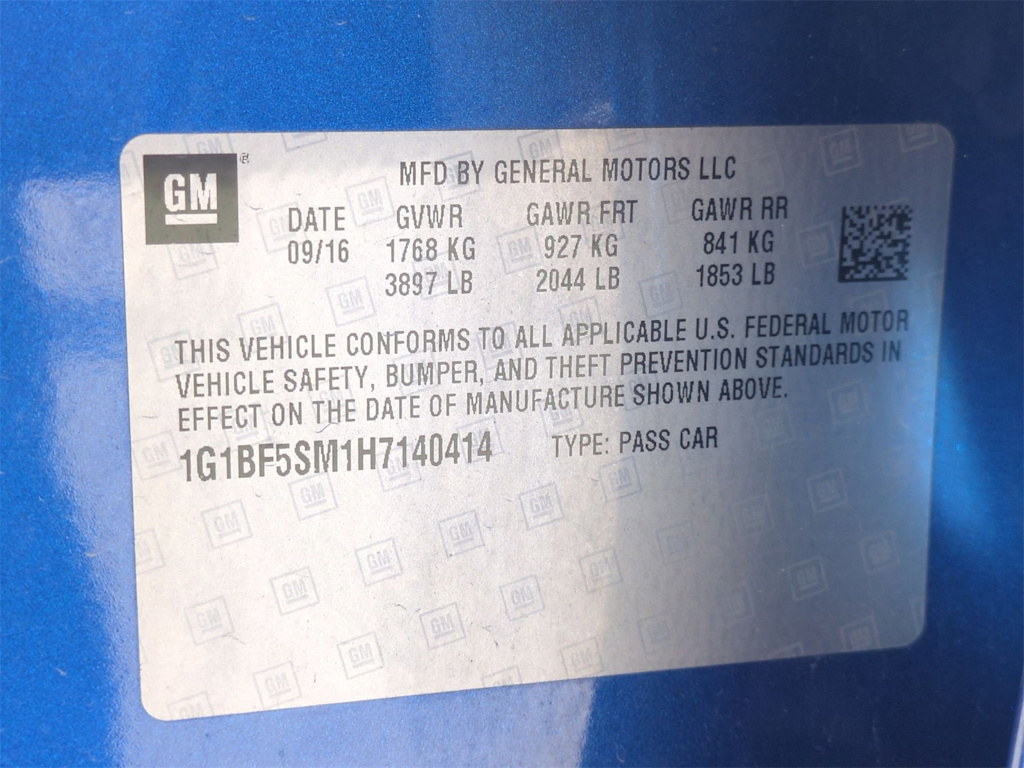 GM ®
MFD BY GENERAL MOTORS LLC
DATE GVWR GAWR FRT GAWR RR
09/16 1768 KG 927 KG 841 KG
3897 LB 2044 LB 1853 LB
THIS VEHICLE CONFORMS TO ALL APPLICABLE U.S. FEDERAL MOTOR
VEHICLE SAFETY, BUMPER, AND THEFT PREVENTION STANDARDS IN
EFFECT ON THE DATE OF MANUFACTURE SHOWN ABOVE.
1G1BF5SM1H7140414 TYPE: PASS CAR